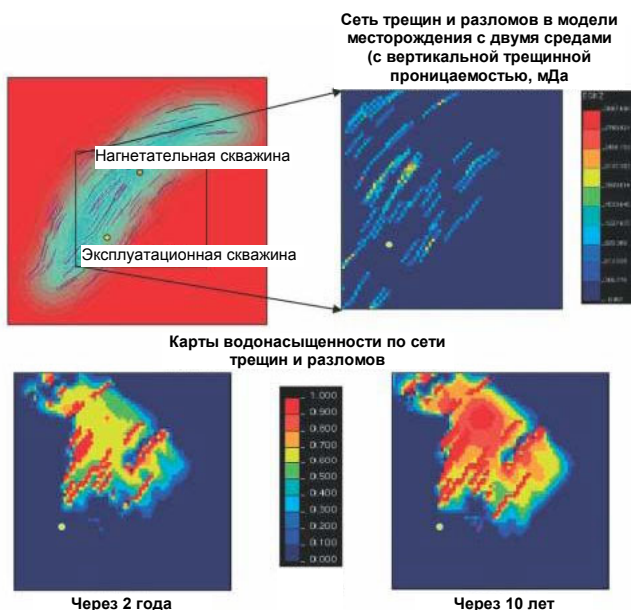 Сеть трещин и разломов в модели
месторождения с двумя средами
(с вертикальной трещинной
проницаемостью, мДа
Нагнетательная скважина
Эксплуатационная скважина
Карты водонасыщенности по сети
трещин и разломов
1.000
0.900
0.800
0.700
0.600
0.500
0.400
0.300
0.200
0.100
0.000
Через 2 года
Через 10 лет